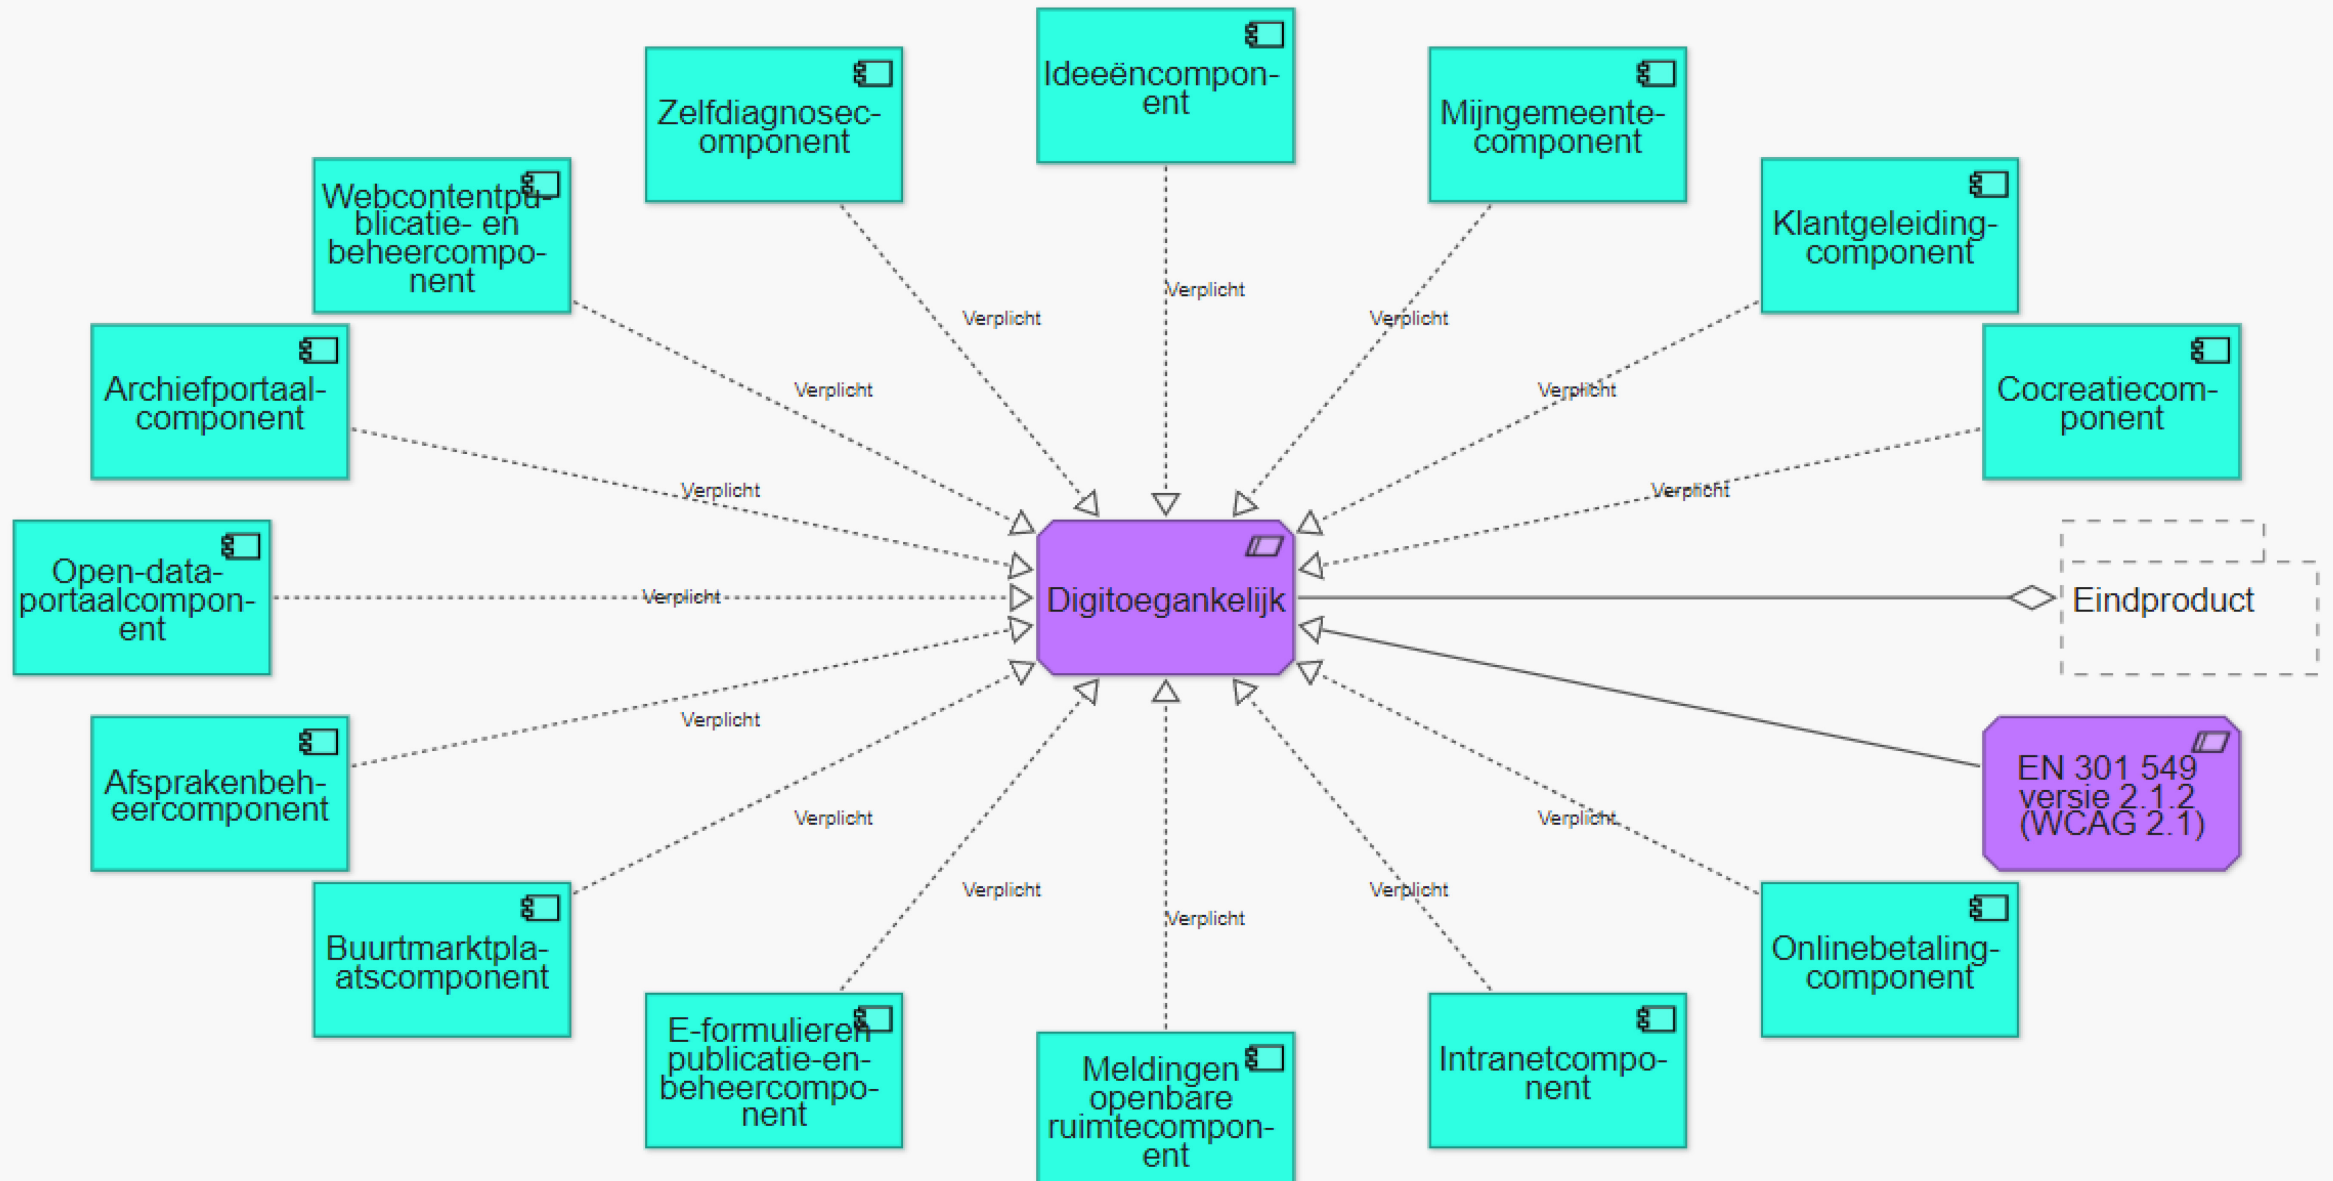 Ideeëncompon-
ent
Zelfdiagnosec-
omponent
Mijngemeente-
component
Webcontentpu-
blicatie- en
beheercompo-
nent
Klantgeleiding-
component
Verplicht
Verplicht
Verplicht
Archiefportaal-
component
Verplicht
Verplicht
Cocreatiecom-
ponent
Verplicht
Verplicht
Open-data-
portaalcompon-
ent
Verplicht
Digitoegankelijk
Eindproduct
Afsprakenbeh-
eercomponent
Verplicht
EN 301 549
versie 2.1.2
(WCAG 2.1)
Verplicht
Verplicht
Buurtmarktpla-
atscomponent
Verplicht
Verplicht
Verplicht
Onlinebetaling-
component
E-formulieren
publicatie-en-
beheercompo-
nent
Meldingen
openbare
ruimtecompon-
ent
Intranetcompo-
nent